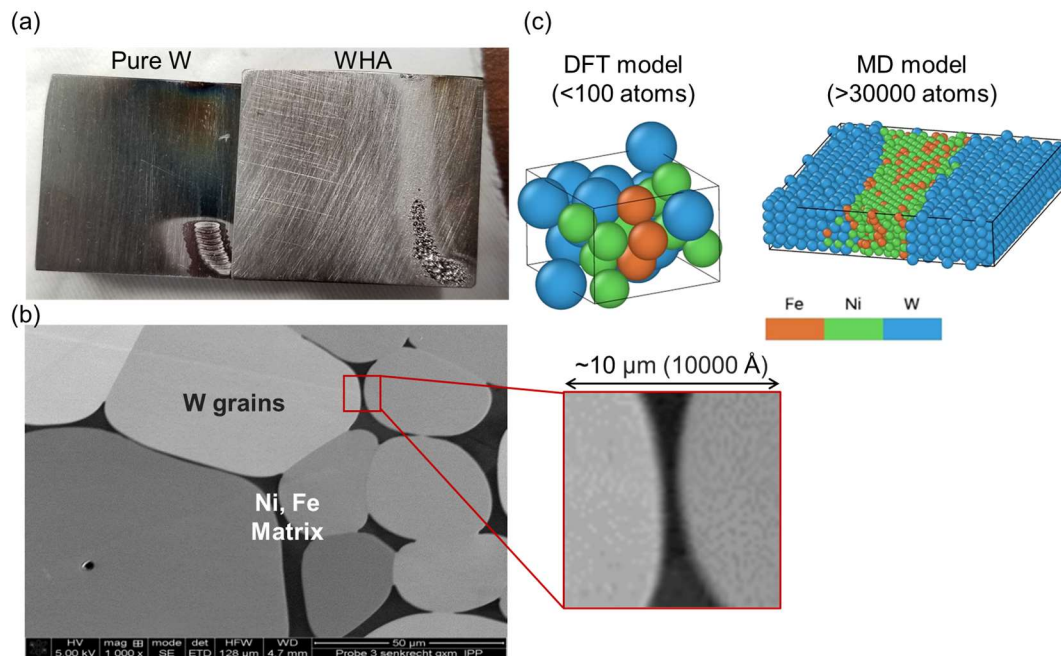 (a)
Pure W
WHA
(b)
W grains
Ni, Fe
Matrix
HV
mag
mode
det
HFW
WD
50 µm
5.00 kV
1 000 x
SE
ETD
128 µm
4.7 mm
Probe 3 senkrecht gxm IPP
(c)
DFT model
(<100 atoms)
MD model
(>30000 atoms)
Fe
Ni
W
~10 µm (10000 Å)